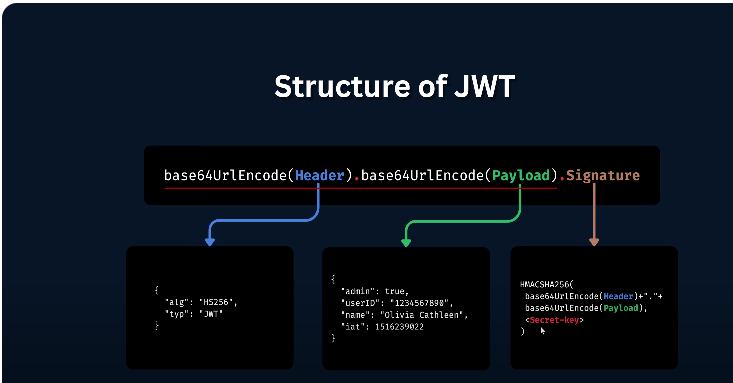 Structure of JWT
base64UrlEncode(Header).base64UrlEncode(Payload).Signature
{
"alg": "HS256",
"typ": "JWT"
}
{
"admin": true,
"userID": "1234567890",
"name": "Olivia Cathleen",
"iat": 1516239022
}
HMACSHA256(
base64UrlEncode(Header)+"."+
base64UrlEncode(Payload),
<Secret-key>
)